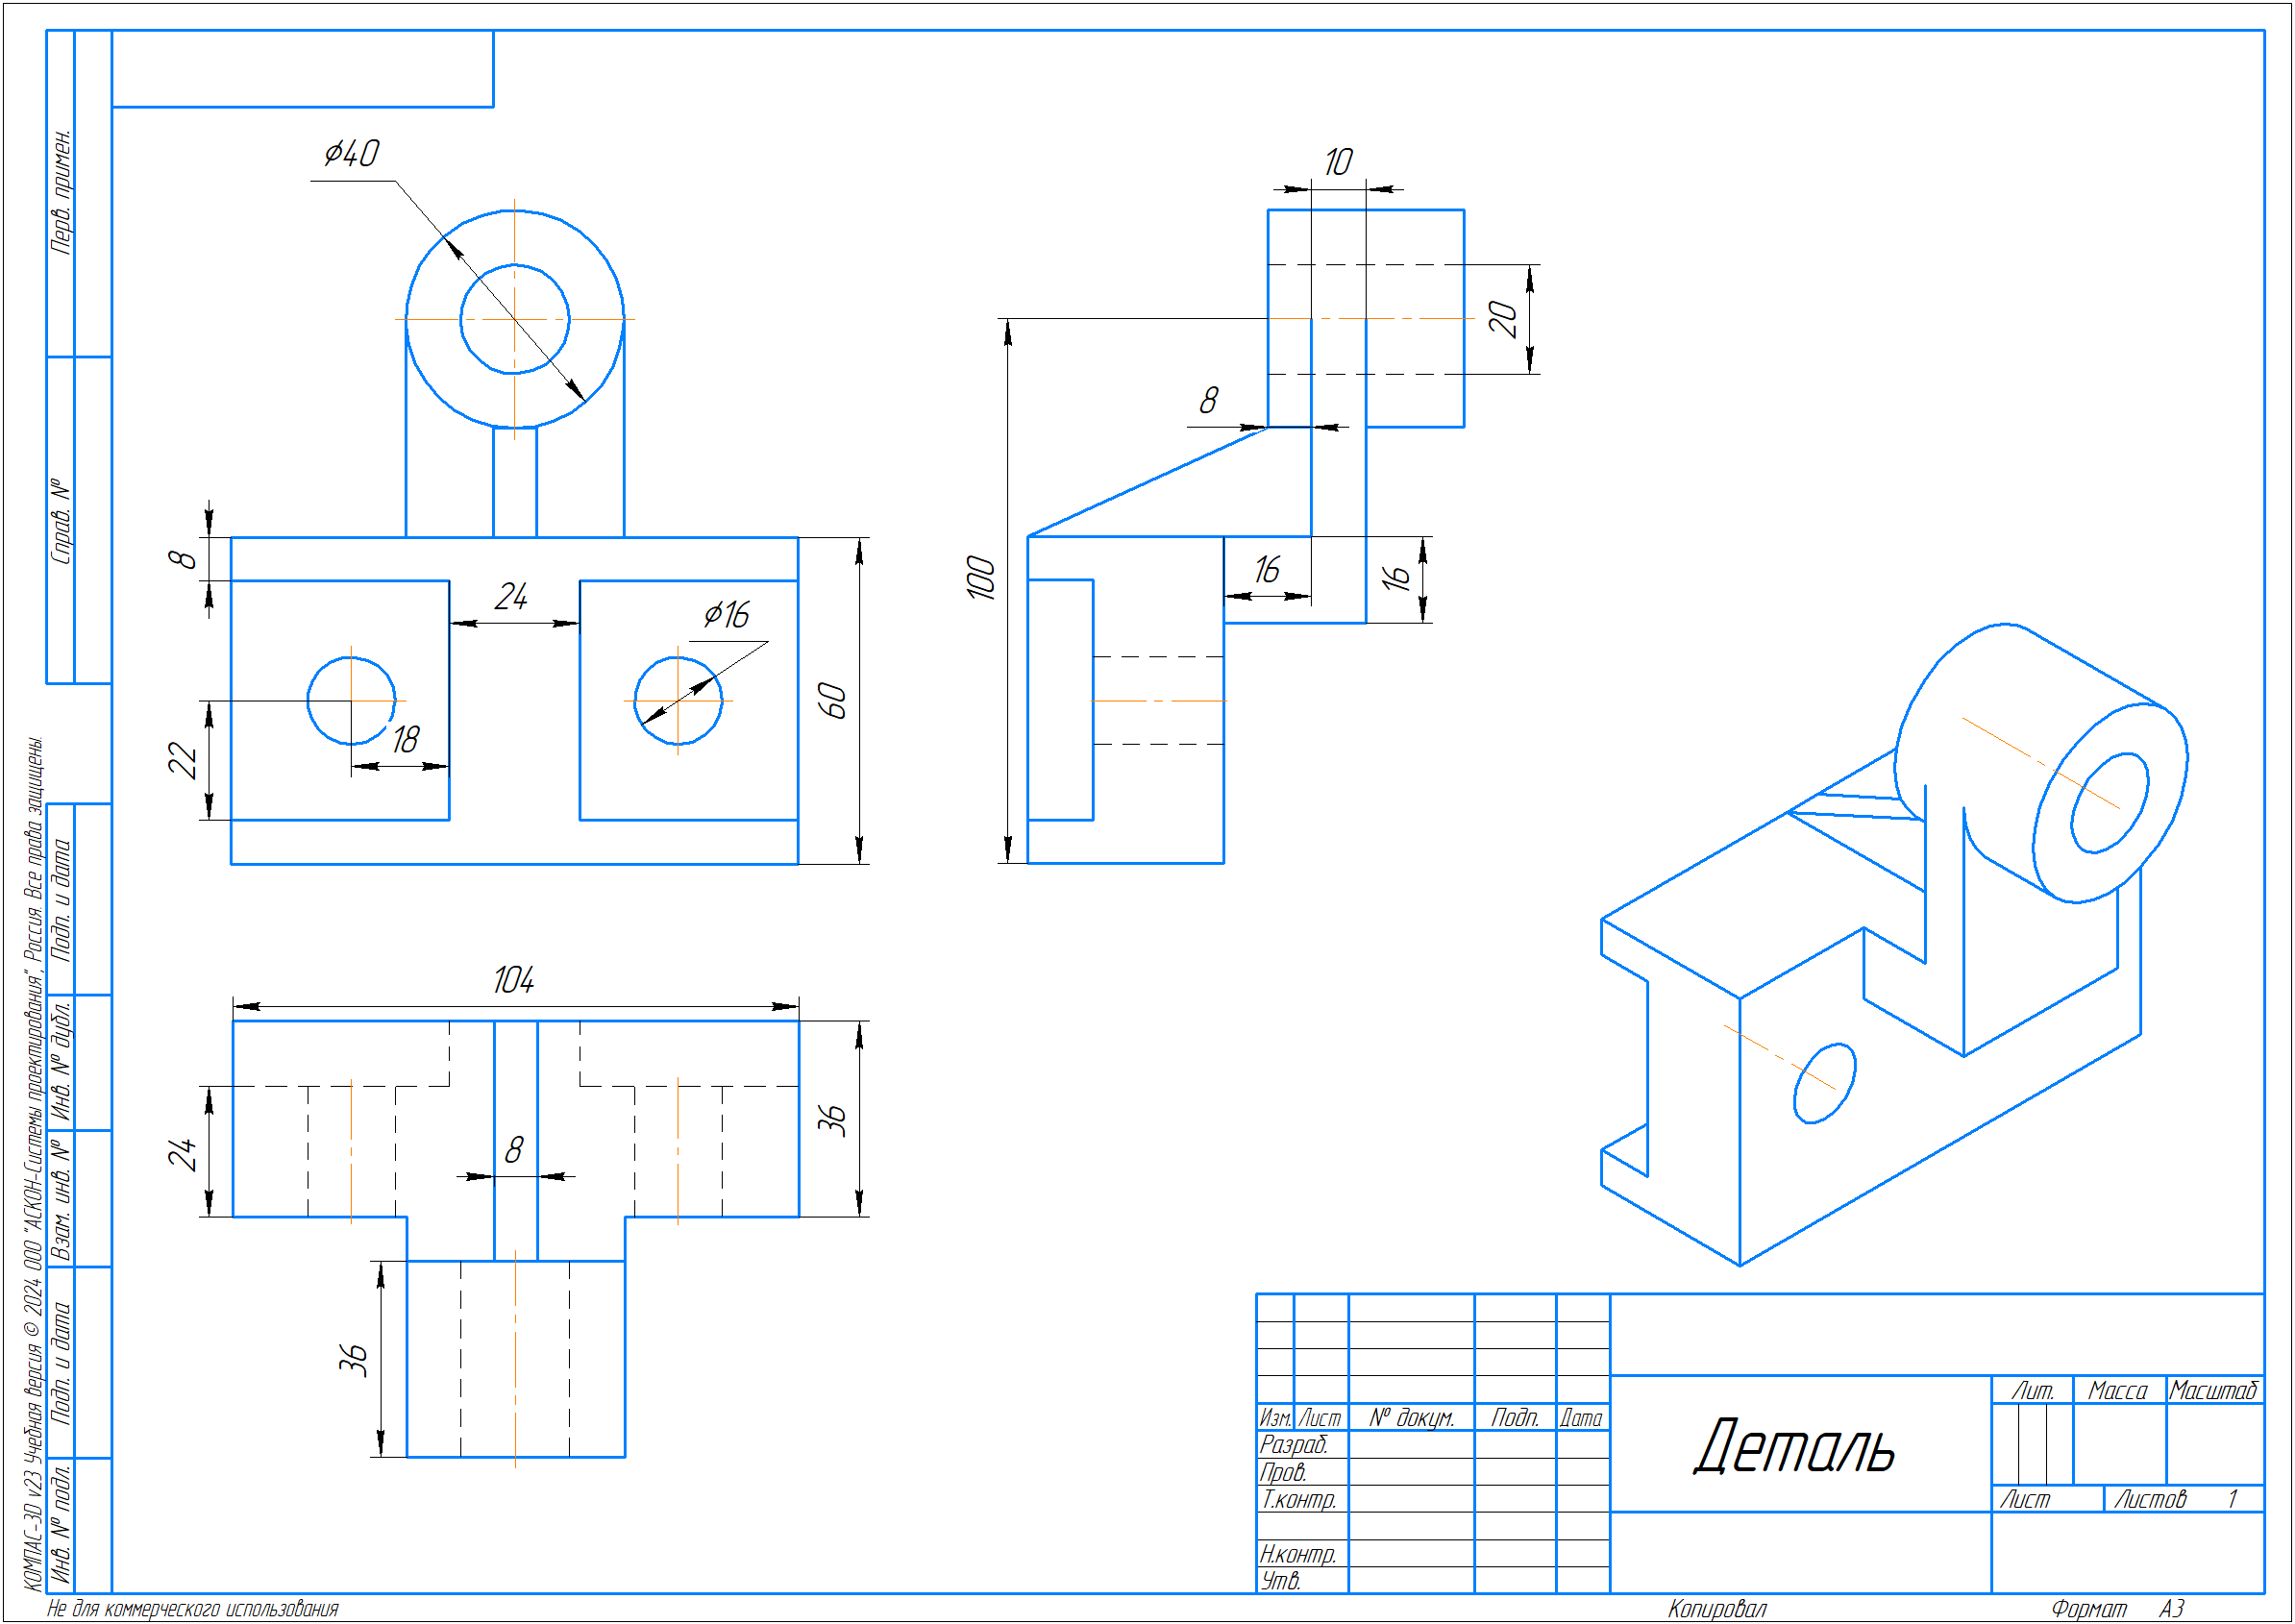 Перв. примен.
Справ. №
Подп. и дата
Инв. № дубл.
Взам. инв. №
Подп. и дата
Инв. № подл.
КОМПАС-3D v23 Учебная версия © 2024 ООО "АСКОН-Системы проектирования", Россия. Все права защищены.
⌀40
8
24
⌀16
18
22
60
10
20
8
100
16
16
104
24
8
36
36
Изм. Лист № докум. Подп. Дата
Разраб.
Пров.
Т.контр.
Н.контр.
Утв.
Деталь
Лит. Масса Масштаб
Лист Листов 1
Не для коммерческого использования
Копировал
Формат А3